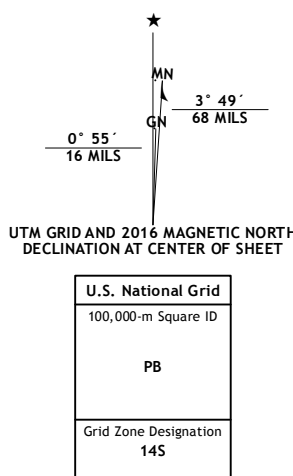 ★
MN
3° 49´
68 MILS
GN
0° 55´
16 MILS
UTM GRID AND 2016 MAGNETIC NORTH
DECLINATION AT CENTER OF SHEET
U.S. National Grid
100,000-m Square ID
PB
Grid Zone Designation
14S